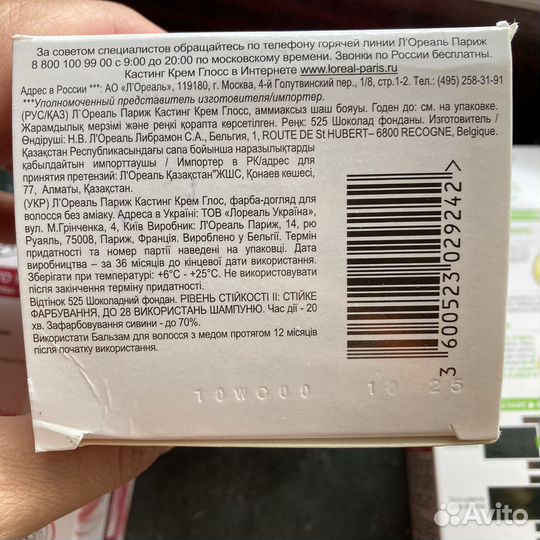 За советом специалистов обращайтесь по телефону горячей линии Л'Ореаль Париж
8 800 100 99 00 с 9:00 до 20:00 по московскому времени. Звонки по России бесплатны.
Кастинг Крем Глосс в Интернете www.loreal-paris.ru
Адрес в России ***: АО «Л'Ореаль», 119180, г. Москва, 4-й Голутвинский пер., 1/8, стр.1-2. Тел.: (495) 258-31-91
***Уполномоченный представитель изготовителя/импортер.
(РУС/ҚАЗ) Л'Ореаль Париж Кастинг Крем Глосс, аммиаксыз шаш бояуы. Годен до: см. на упаковке.
Жарамдылық мерзімі және реңкі қорапта көрсетілген. Реңк: 525 Шоколад фонданы. Изготовитель /
Өндіруші: Н.В. Л'Ореаль Либрамон С.А., Бельгия, 1, ROUTE DE St HUBERT– 6800 RECOGNE, Belgique.
Қазақстан Республикасындағы сапа бойынша наразылықтарды
қабылдайтын импорттаушы / Импортер в РК/адрес для
принятия претензий: Л'Ореаль Қазақстан"ЖШС, Қонаев көшесі,
77, Алматы, Қазақстан.
(УКР) Л'Ореаль Париж Кастинг Крем Глос, фарба-догляд для
волосся без аміаку. Адреса в Україні: ТОВ «Лореаль Україна»,
вул. М.Грінченка, 4, Київ Виробник: Л'Ореаль Париж, 14, рю
Руаяль, 75008, Париж, Франція. Вироблено у Бельгії. Термін
придатності та номер партії наведені на упаковці. Дата
виробництва – за 36 місяців до кінцевої дати використання.
Зберігати при температурі: +6°C - +25°C. Не використовувати
після закінчення терміну придатності.
Відтінок 525 Шоколадний фондан. РІВЕНЬ СТІЙКОСТІ II: СТІЙКЕ
ФАРБУВАННЯ, ДО 28 ВИКОРИСТАНЬ ШАМПУНЮ. Час дії - 20
хв. Зафарбовування сивини - до 70%.
Використати Бальзам для волосся з медом протягом 12 місяців
після початку використання.
3 600523 029242 >
10W600 10 25
Avito